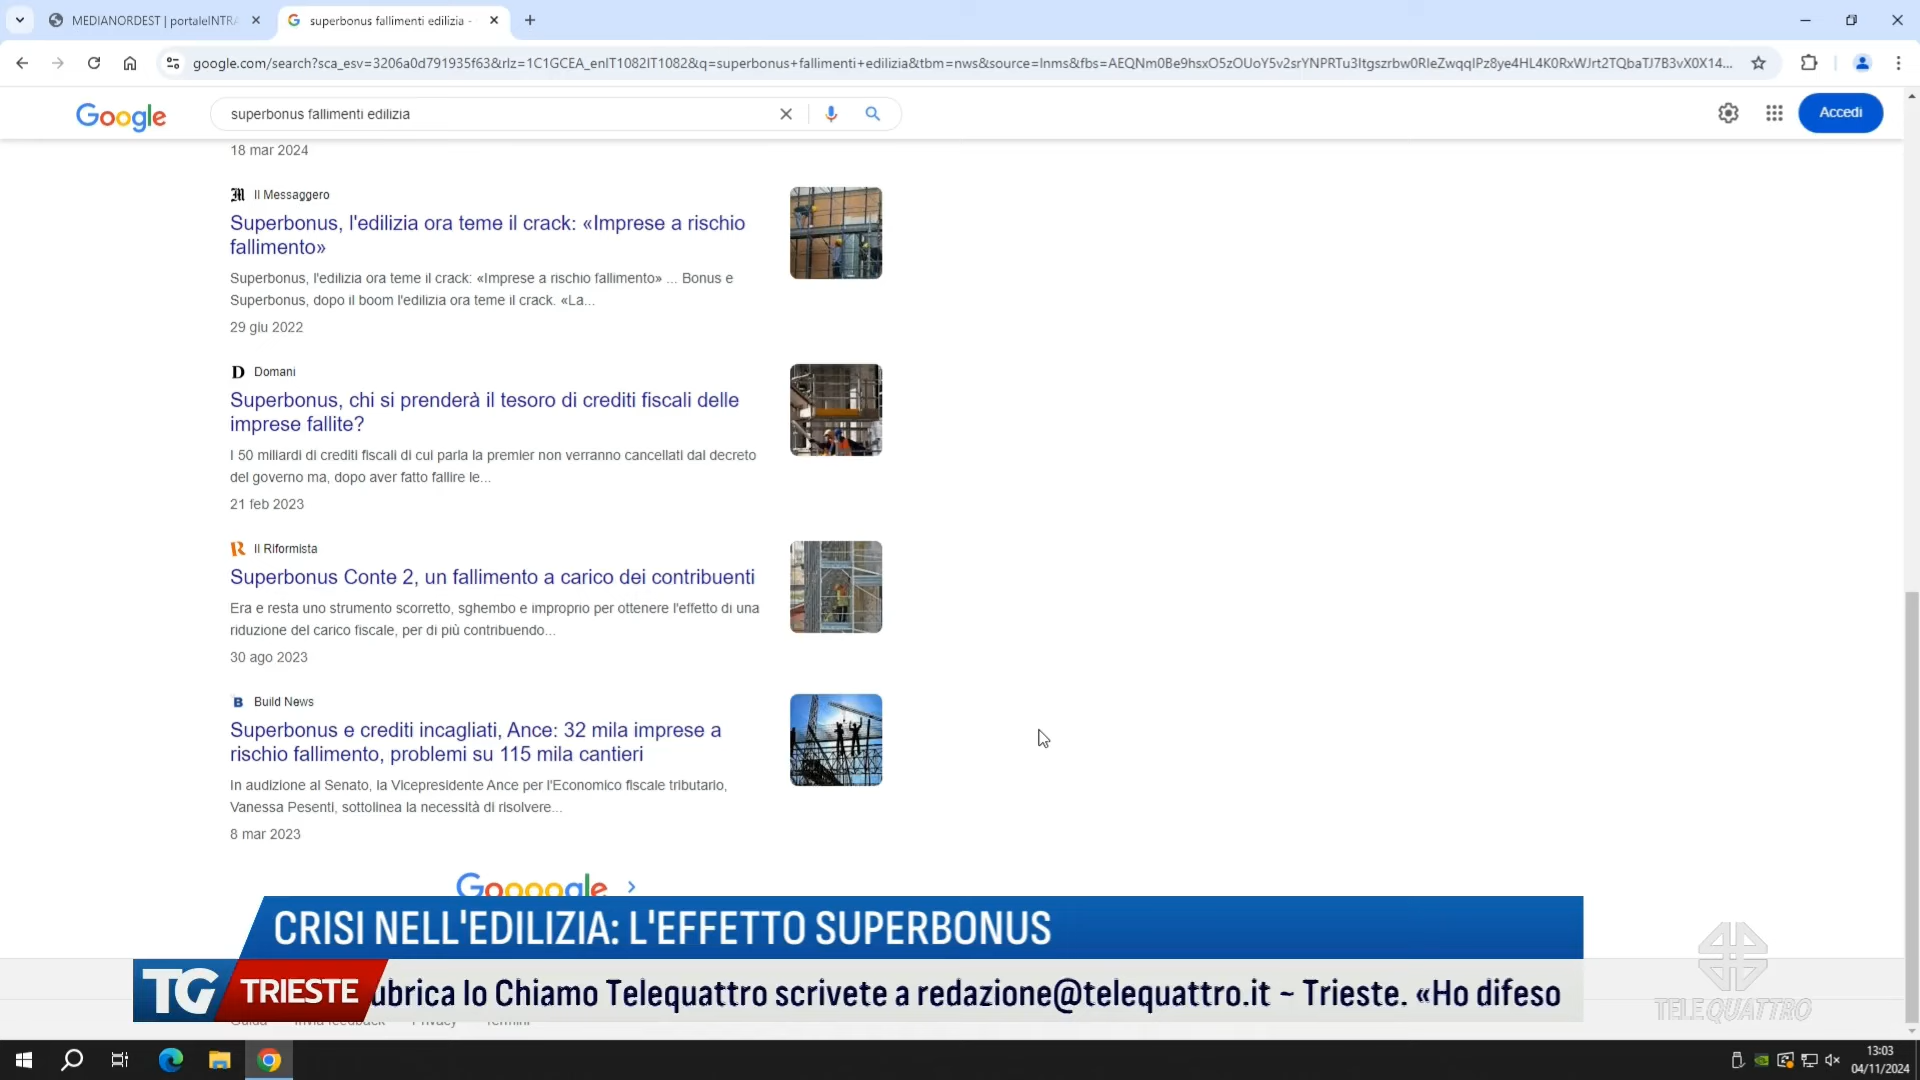 MEDIANORDEST | portaleINTRA
superbonus fallimenti edilizia -
google.com/search?sca_esv=3206a0d791935f63&rlz=1C1GCEA_enIT1082IT1082&q=superbonus+fallimenti+edilizia&tbm=nws&source=lnms&fbs=AEQNm0Be9hsxO5zOUoY5v2srYNPRTu3Itgszrbw0RIeZwqqIPz8ye4HL4K0RxWJrt2TQbaTJ7B3vX0X14...
Google
superbonus fallimenti edilizia
Accedi
18 mar 2024
Il Messaggero
Superbonus, l'edilizia ora teme il crack: «Imprese a rischio
fallimento»
Superbonus, l'edilizia ora teme il crack: «Imprese a rischio fallimento» ... Bonus e
Superbonus, dopo il boom l'edilizia ora teme il crack. «La...
29 giu 2022
Domani
Superbonus, chi si prenderà il tesoro di crediti fiscali delle
imprese fallite?
I 50 miliardi di crediti fiscali di cui parla la premier non verranno cancellati dal decreto
del governo ma, dopo aver fatto fallire le...
21 feb 2023
Il Riformista
Superbonus Conte 2, un fallimento a carico dei contribuenti
Era e resta uno strumento scorretto, sghembo e improprio per ottenere l'effetto di una
riduzione del carico fiscale, per di più contribuendo...
30 ago 2023
Build News
Superbonus e crediti incagliati, Ance: 32 mila imprese a
rischio fallimento, problemi su 115 mila cantieri
In audizione al Senato, la Vicepresidente Ance per l'Economico fiscale tributario,
Vanessa Pesenti, sottolinea la necessità di risolvere...
8 mar 2023
Goooogle
CRISI NELL'EDILIZIA: L'EFFETTO SUPERBONUS
TG TRIESTE
ubrica Io Chiamo Telequattro scrivete a redazione@telequattro.it ~ Trieste. «Ho difeso
TELEQUATTRO
Guida Invia feedback Privacy Termini
13:03
04/11/2024